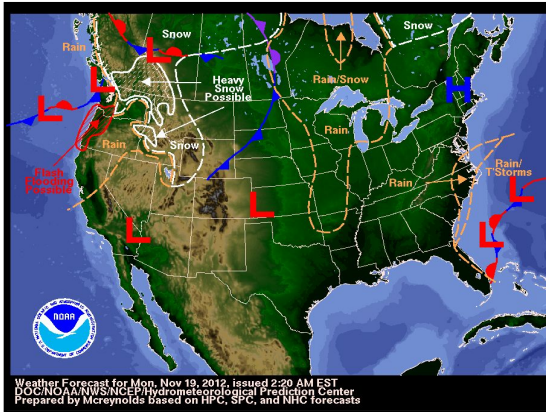 Snow
Snow
Rain
L
L
Heavy
Snow
Possible
Rain/Snow
H
L
Rain
Rain
Flash
Flooding
Possible
Snow
Rain
Rain/
T'Storms
L
L
L
L
NOAA
Weather Forecast for Mon, Nov 19, 2012, issued 2:20 AM EST
DOC/NOAA/NWS/NCEP/Hydrometeorological Prediction Center
Prepared by Mcreynolds based on HPC, SPC, and NHC forecasts